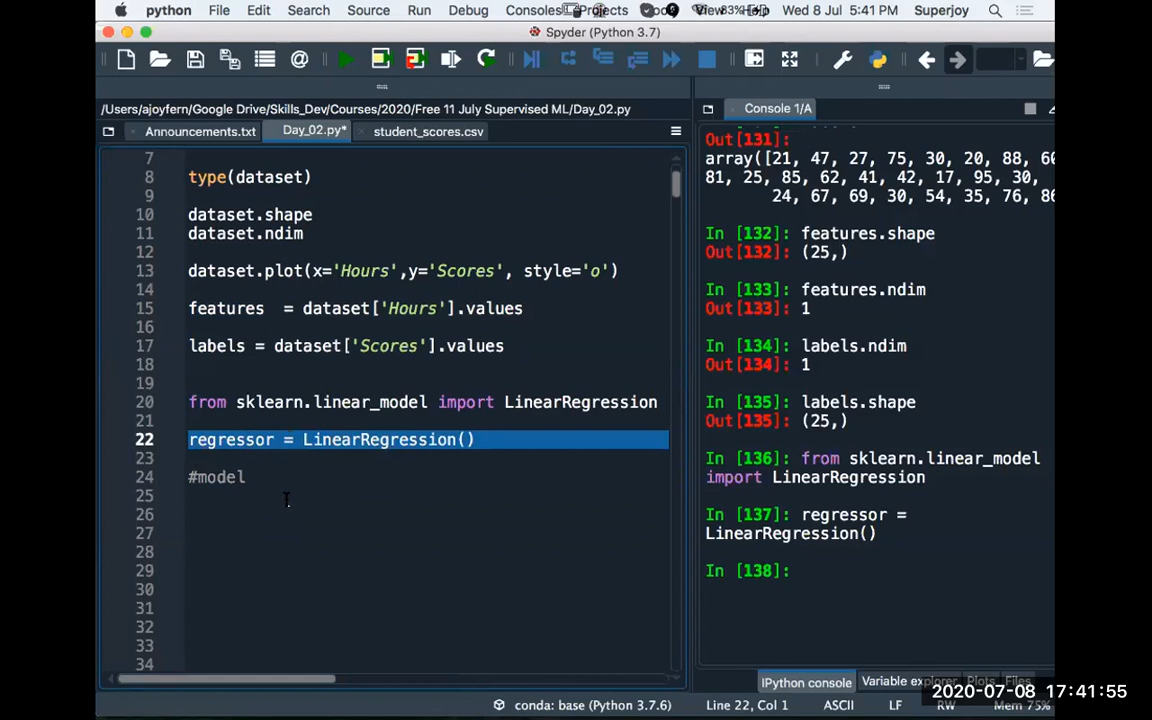 python File Edit Search Run Debug Consoles Projects View 83% Wed 8 Jul 5:41 PM Superjoy
Spyder (Python 3.7)
/Users/ajoyfern/Google Drive/Skills_Dev/Courses/2020/Free 11 July Supervised ML/Day_02.py
Announcements.txt Day_02.py* student_scores.csv
7
8 type(dataset)
9
10 dataset.shape
11 dataset.ndim
12
13 dataset.plot(x='Hours',y='Scores', style='o')
14
15 features  = dataset['Hours'].values
16
17 labels = dataset['Scores'].values
18
19
20 from sklearn.linear_model import LinearRegression
21
22 regressor = LinearRegression()
23
24 #model
25
26
27
28
29
30
31
32
33
34
Console 1/A
Out[131]:
array([21, 47, 27, 75, 30, 20, 88, 60
81, 25, 85, 62, 41, 42, 17, 95, 30,
24, 67, 69, 30, 54, 35, 76, 86
In [132]: features.shape
Out[132]: (25,)
In [133]: features.ndim
Out[133]: 1
In [134]: labels.ndim
Out[134]: 1
In [135]: labels.shape
Out[135]: (25,)
In [136]: from sklearn.linear_model
import LinearRegression
In [137]: regressor =
LinearRegression()
In [138]:
IPython console Variable explorer Plots Files
2020-07-08 17:41:55
conda: base (Python 3.7.6) Line 22, Col 1 ASCII LF RW Mem 75%